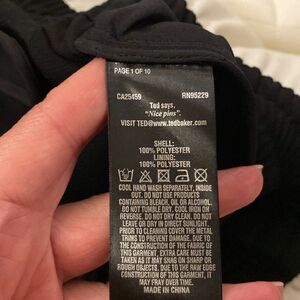 PAGE 1 OF 10
CA25459 RN95229
Ted says,
"Nice pins".
VISIT TED@www.tedbaker.com
SHELL:
100% POLYESTER
LINING:
100% POLYESTER
COOL HAND WASH SEPARATELY, INSIDE
OUT. DO NOT USE PRODUCTS
CONTAINING BLEACH, OIL OR ALCOHOL.
DO NOT TUMBLE DRY. COOL IRON ON
REVERSE. DO NOT DRY CLEAN. DO NOT
LEAVE OR DRY IN DIRECT SUNLIGHT.
PRIOR TO CLEANING COVER THE METAL
TRIMS TO PREVENT DAMAGE. DUE TO
THE CONSTRUCTION OF THE FABRIC OF
THIS GARMENT, EXTRA CARE MUST BE
TAKEN AS IT MAY SNAG ON SHARP OR
ROUGH OBJECTS. DUE TO THE RAW EDGE
CONSTRUCTION OF THIS GARMENT, IT
MAY FRAY.
MADE IN CHINA